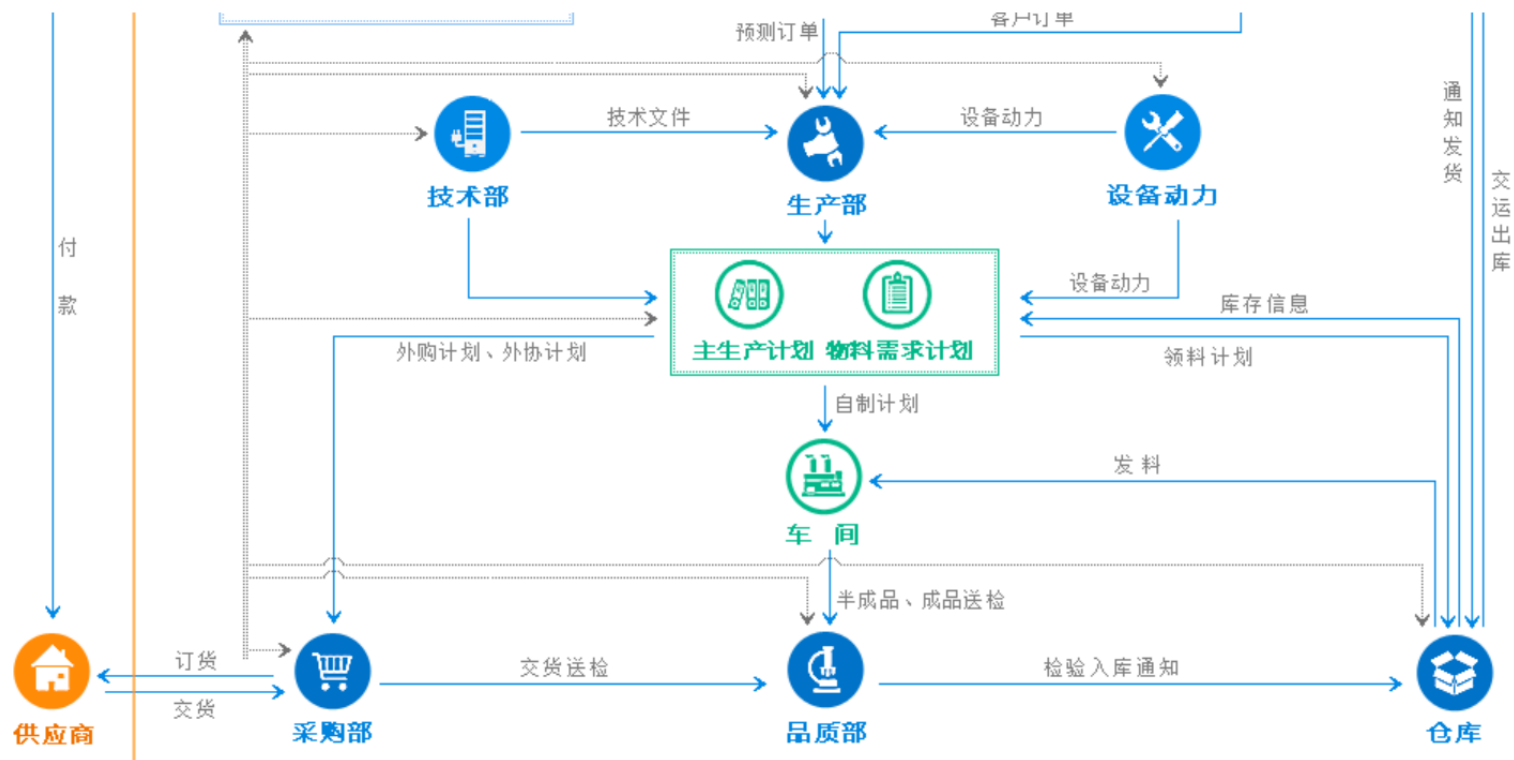 预测订单
客户订单
技术文件
设备动力
通知发货
交运出库
技术部
生产部
设备动力
付款
设备动力
库存信息
主生产计划 物料需求计划
外购计划、外协计划
领料计划
自制计划
发料
车 间
半成品、成品送检
订货
交货送检
检验入库通知
交货
供应商
采购部
品质部
仓库